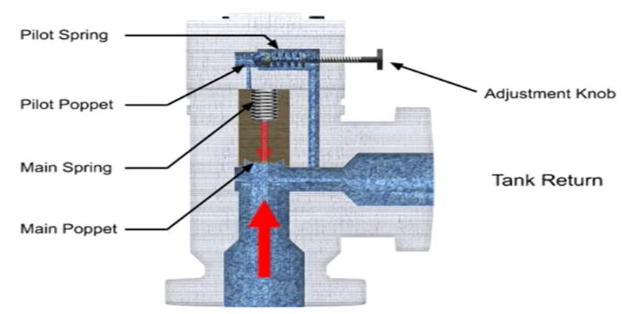 Pilot Spring
Pilot Poppet
Adjustment Knob
Main Spring
Tank Return
Main Poppet